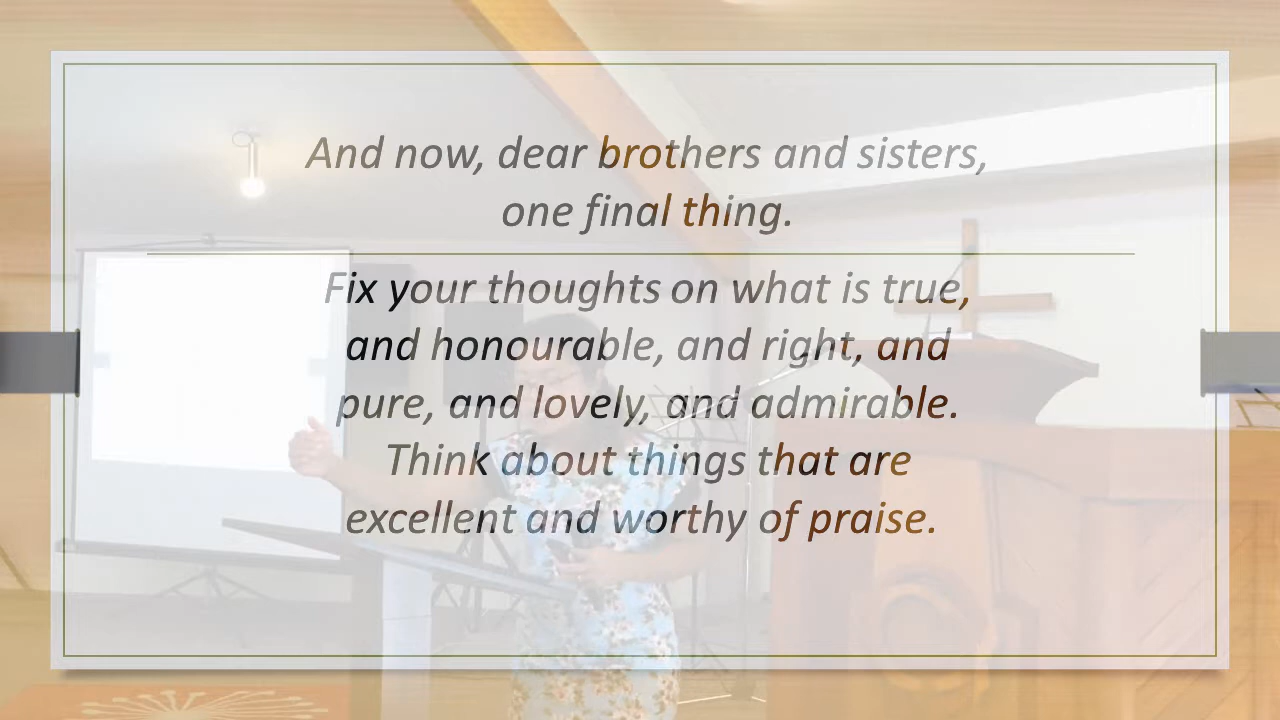 And now, dear brothers and sisters,
one final thing.
Fix your thoughts on what is true,
and honourable, and right, and
pure, and lovely, and admirable.
Think about things that are
excellent and worthy of praise.